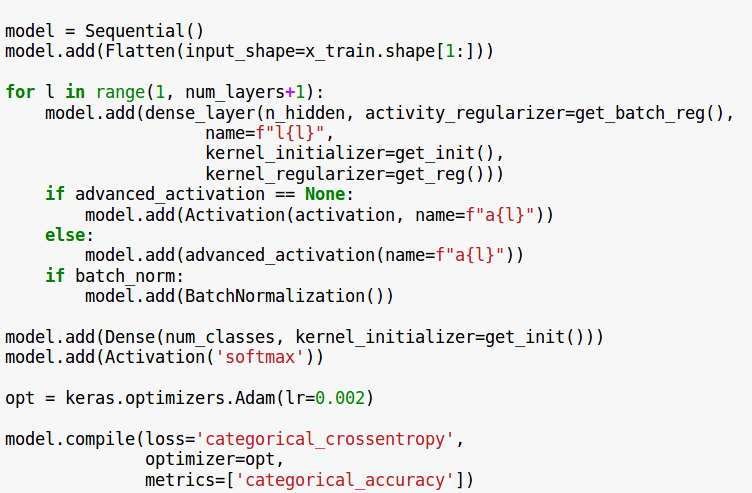 model = Sequential()
model.add(Flatten(input_shape=x_train.shape[1:]))

for l in range(1, num_layers+1):
    model.add(dense_layer(n_hidden, activity_regularizer=get_batch_reg(),
                    name=f"l{l}",
                    kernel_initializer=get_init(),
                    kernel_regularizer=get_reg()))
    if advanced_activation == None:
        model.add(Activation(activation, name=f"a{l}"))
    else:
        model.add(advanced_activation(name=f"a{l}"))
    if batch_norm:
        model.add(BatchNormalization())

model.add(Dense(num_classes, kernel_initializer=get_init()))
model.add(Activation('softmax'))

opt = keras.optimizers.Adam(lr=0.002)

model.compile(loss='categorical_crossentropy',
              optimizer=opt,
              metrics=['categorical_accuracy'])